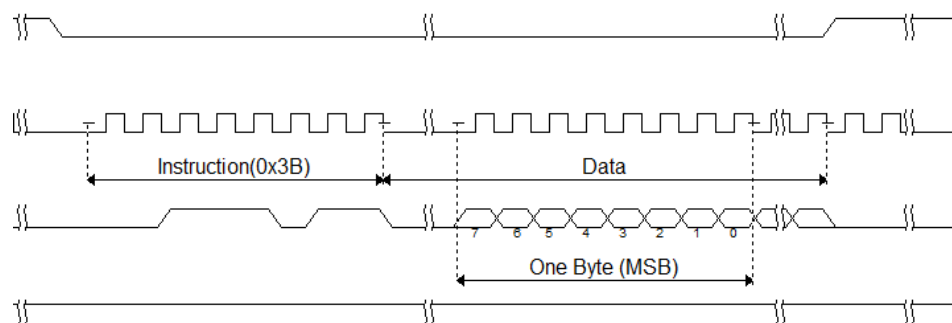 Instruction(0x3B)
Data
7 6 5 4 3 2 1 0
One Byte (MSB)